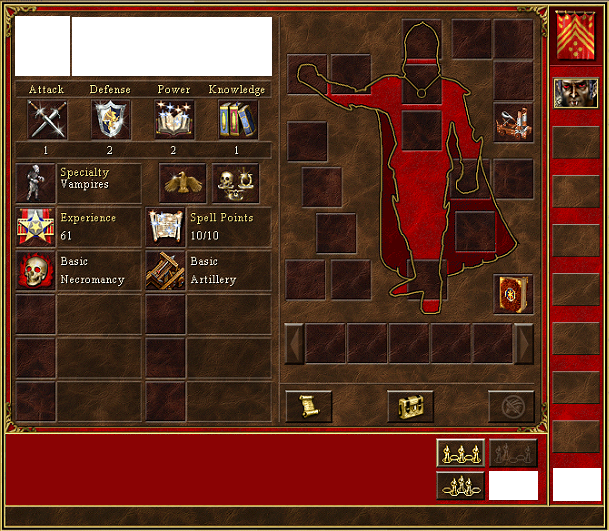 Attack Defense Power Knowledge
1 2 2 1
Specialty
Vampires
Experience
61
Spell Points
10/10
Basic
Necromancy
Basic
Artillery